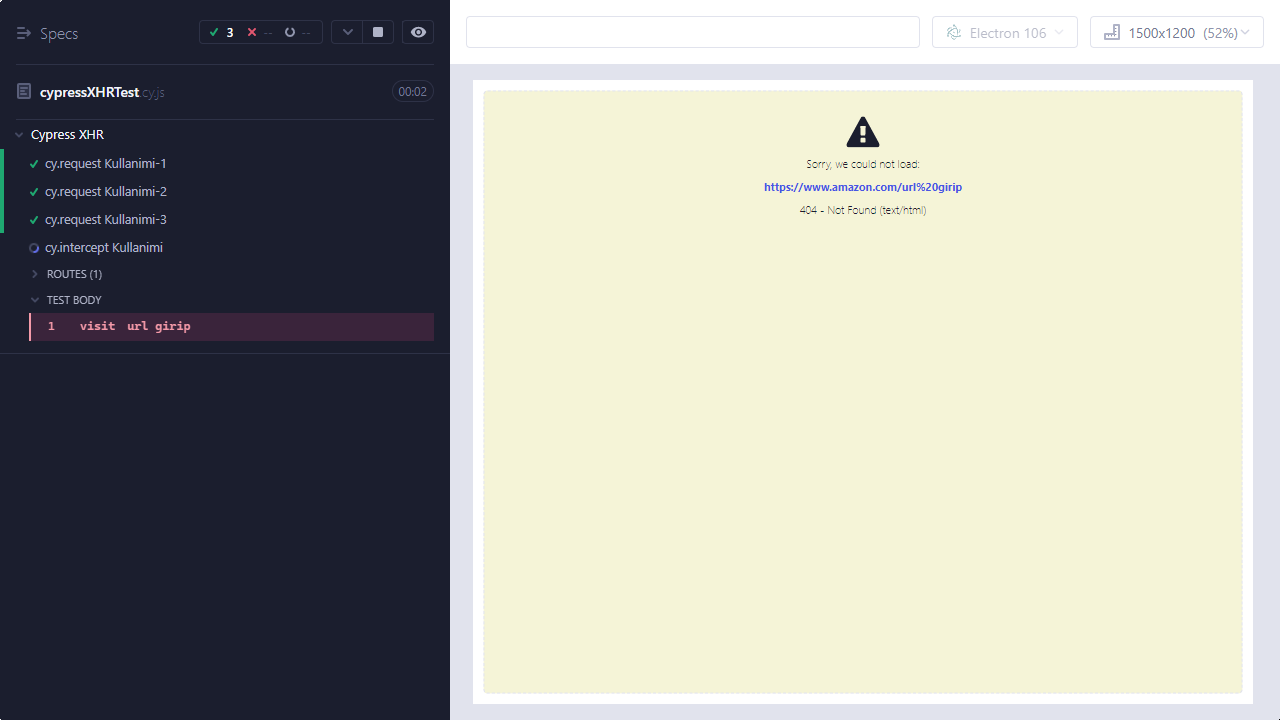 Specs
3 -- --
cypressXHRTest.cy.js
00:02
Cypress XHR
cy.request Kullanimi-1
cy.request Kullanimi-2
cy.request Kullanimi-3
cy.intercept Kullanimi
ROUTES (1)
TEST BODY
1 visit url girip
Electron 106
1500x1200 (52%)
Sorry, we could not load:
https://www.amazon.com/url%20girip
404 - Not Found (text/html)